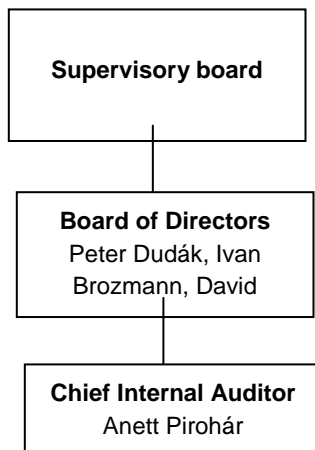 Supervisory board
Board of Directors
Peter Dudák, Ivan
Brozmann, David
Chief Internal Auditor
Anett Pirohár